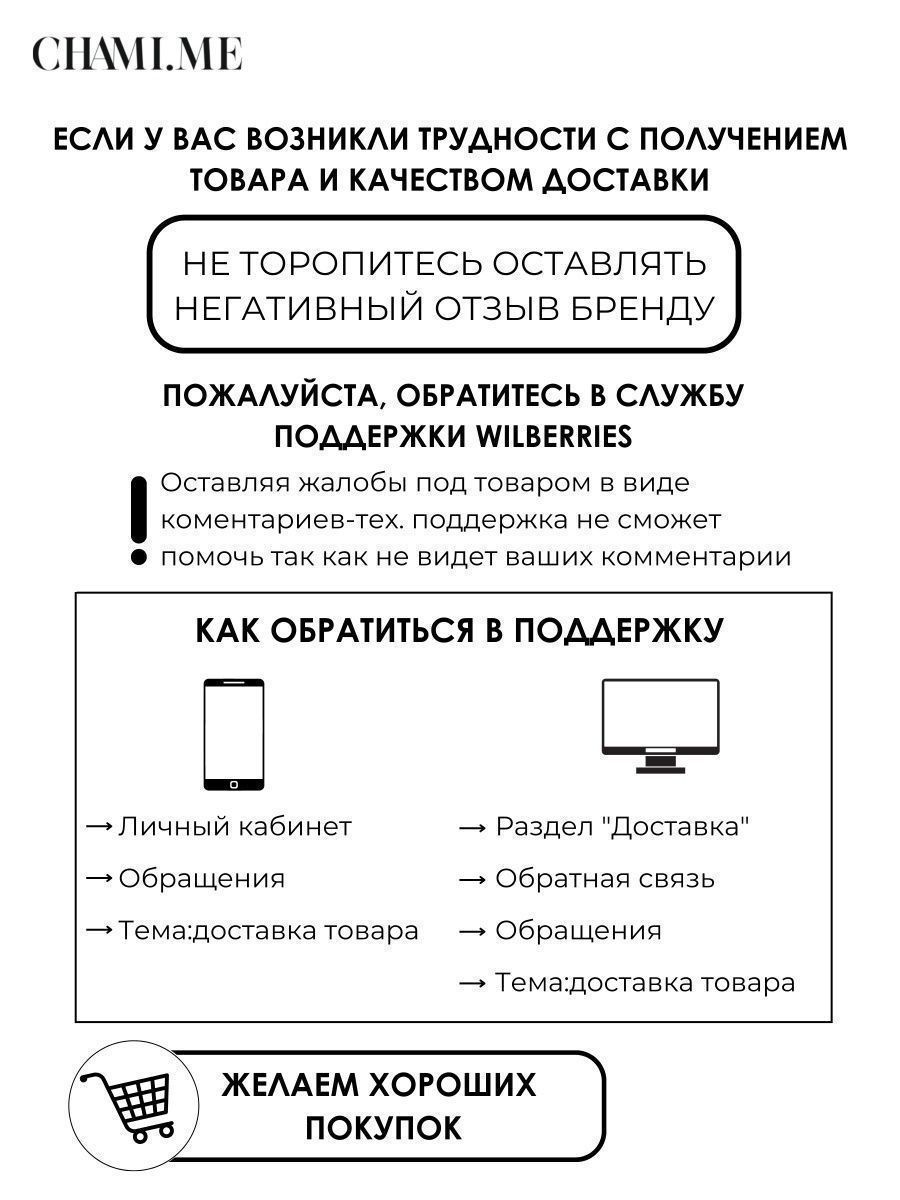 CHAMI.ME
ЕСЛИ У ВАС ВОЗНИКЛИ ТРУДНОСТИ С ПОЛУЧЕНИЕМ
ТОВАРА И КАЧЕСТВОМ ДОСТАВКИ
НЕ ТОРОПИТЕСЬ ОСТАВЛЯТЬ
НЕГАТИВНЫЙ ОТЗЫВ БРЕНДУ
ПОЖАЛУЙСТА, ОБРАТИТЕСЬ В СЛУЖБУ
ПОДДЕРЖКИ WILBERRIES
Оставляя жалобы под товаром в виде
коментариев-тех. поддержка не сможет
помочь так как не видет ваших комментарии
КАК ОБРАТИТЬСЯ В ПОДДЕРЖКУ
→ Личный кабинет
→ Обращения
→ Тема:доставка товара
→ Раздел "Доставка"
→ Обратная связь
→ Обращения
→ Тема:доставка товара
ЖЕЛАЕМ ХОРОШИХ
ПОКУПОК